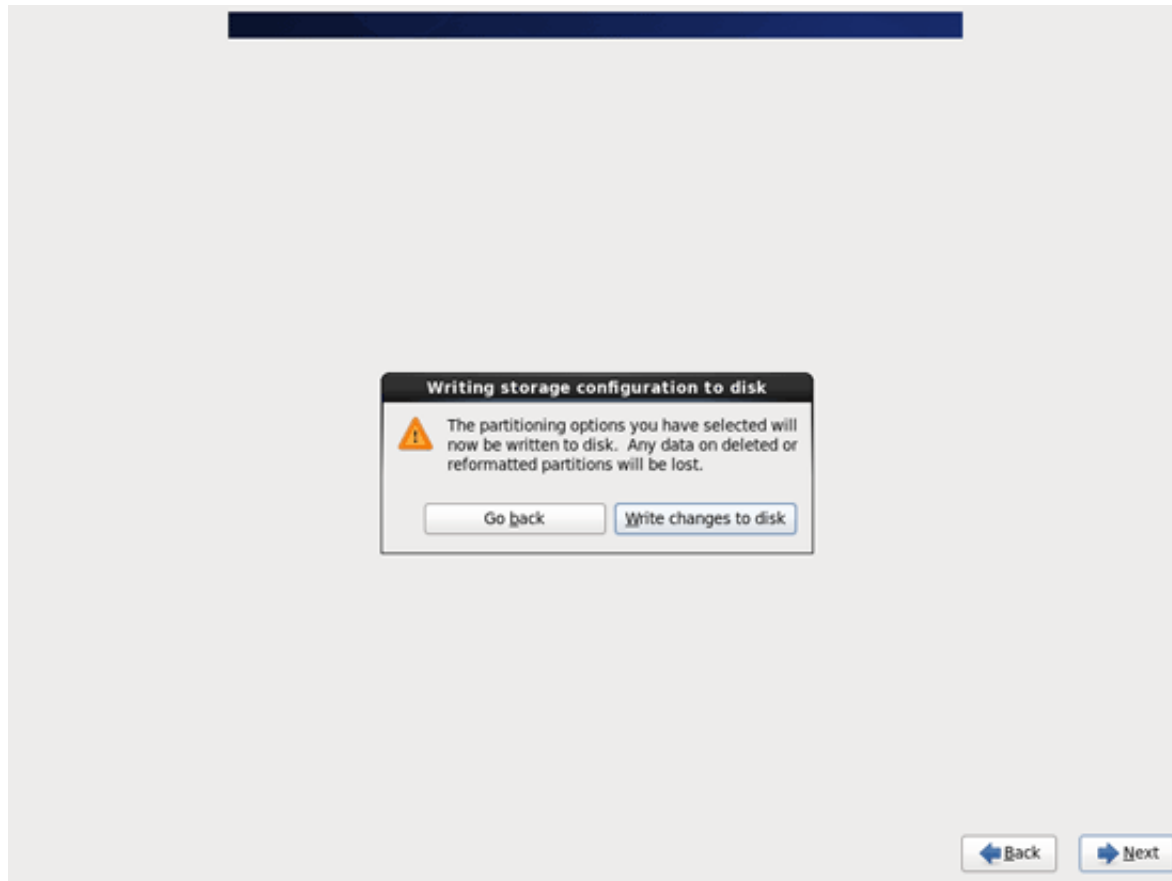 Writing storage configuration to disk
The partitioning options you have selected will
now be written to disk.  Any data on deleted or
reformatted partitions will be lost.
Go back
Write changes to disk
Back
Next